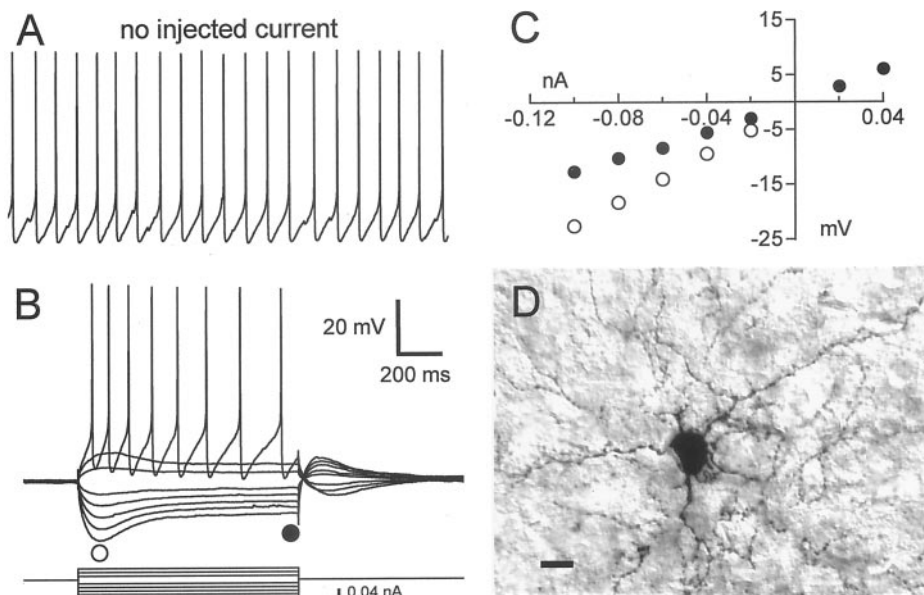 A
no injected current
B
20 mV
200 ms
0.04 nA
C
nA
5
15
-0.12
-0.08
-0.04
0.04
-5
-15
-25
mV
D